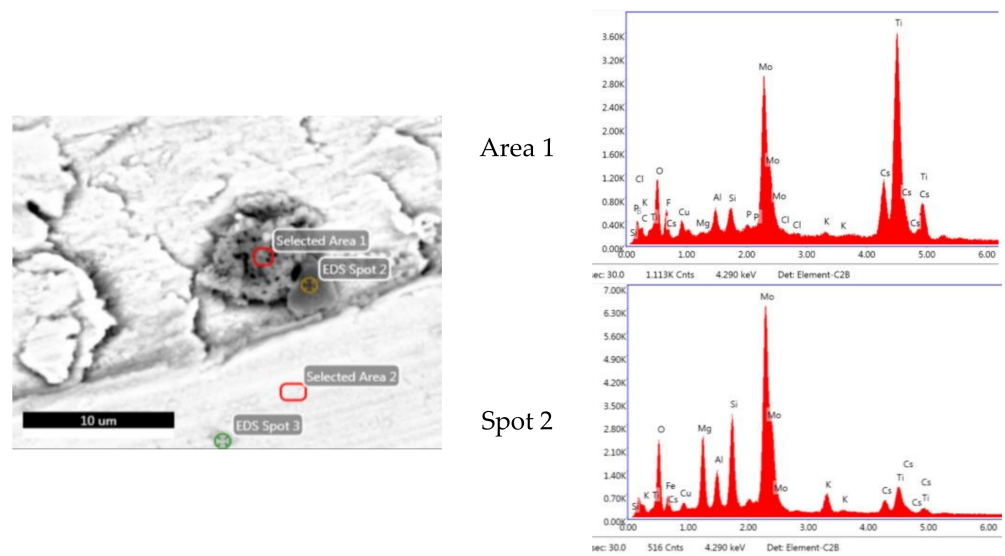 Selected Area 1
EDS Spot 2
Selected Area 2
10 um
EDS Spot 3
Area 1
3.60K
3.20K
2.80K
2.40K
2.00K
1.60K
1.20K
0.80K
0.40K
0.00K
Ti
Mo
Mo
Mo
O
Cl
K
C
Ti
F
Cs
Cu
Mg
Al
Si
P
P
Cl
Cl
K
K
Cs
Cs
Ti
Cs
Cs
0.00 1.00 2.00 3.00 4.00 5.00 6.00
sec: 30.0 1.113K Cnts 4.290 keV Det: Element-C2B
Spot 2
7.00K
6.30K
5.60K
4.90K
4.20K
3.50K
2.80K
2.10K
1.40K
0.70K
0.00K
Mo
Mo
Mo
O
K
Fe
Cs
Cu
Mg
Al
Si
K
K
Cs
Cs
Ti
Cs
Cs
Ti
0.00 1.00 2.00 3.00 4.00 5.00 6.00
sec: 30.0 516 Cnts 4.290 keV Det: Element-C2B